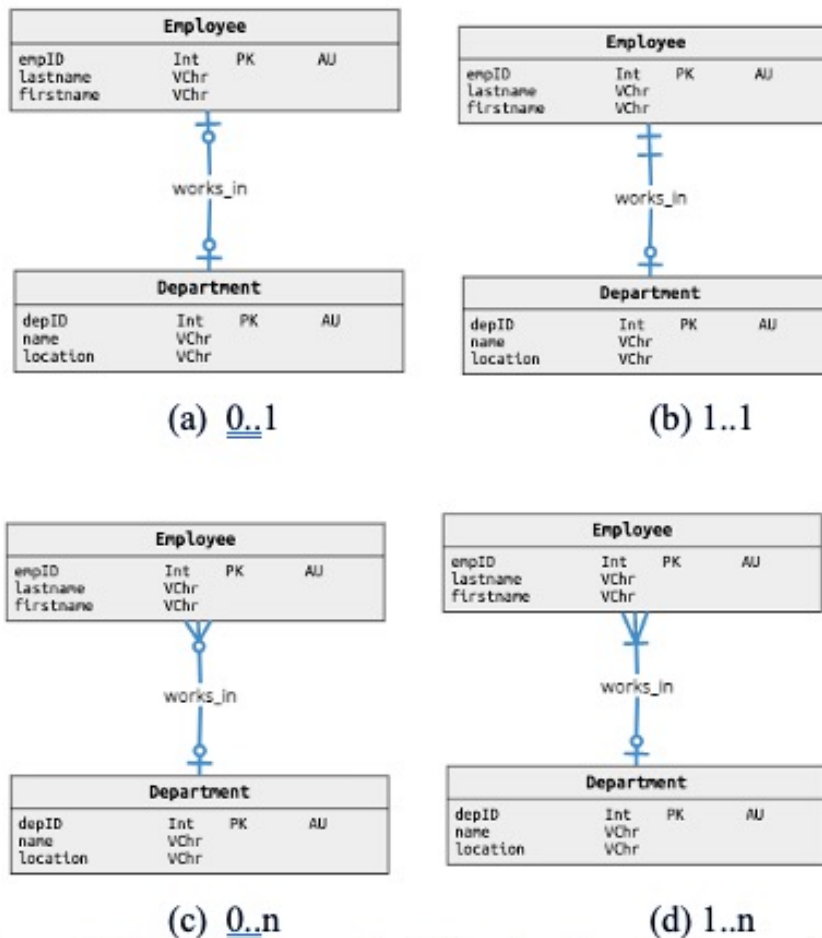 Employee
empID Int PK AU
lastname VChr
firstname VChr
works_in
Department
depID Int PK AU
name VChr
location VChr
(a) 0..1
Employee
empID Int PK AU
lastname VChr
firstname VChr
works_in
Department
depID Int PK AU
name VChr
location VChr
(b) 1..1
Employee
empID Int PK AU
lastname VChr
firstname VChr
works_in
Department
depID Int PK AU
name VChr
location VChr
(c) 0..n
Employee
empID Int PK AU
lastname VChr
firstname VChr
works_in
Department
depID Int PK AU
name VChr
location VChr
(d) 1..n